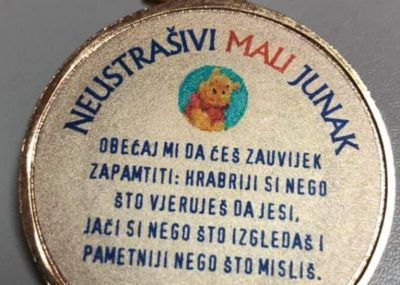 NEUSTRAŠIVI MALI JUNAK
OBEĆAJ MI DA ĆEŠ ZAUVIJEK
ZAPAMTITI: HRABRIJI SI NEGO
ŠTO VJERUJEŠ DA JESI,
JAČI SI NEGO ŠTO IZGLEDAŠ I
PAMETNIJI NEGO ŠTO MISLIŠ.